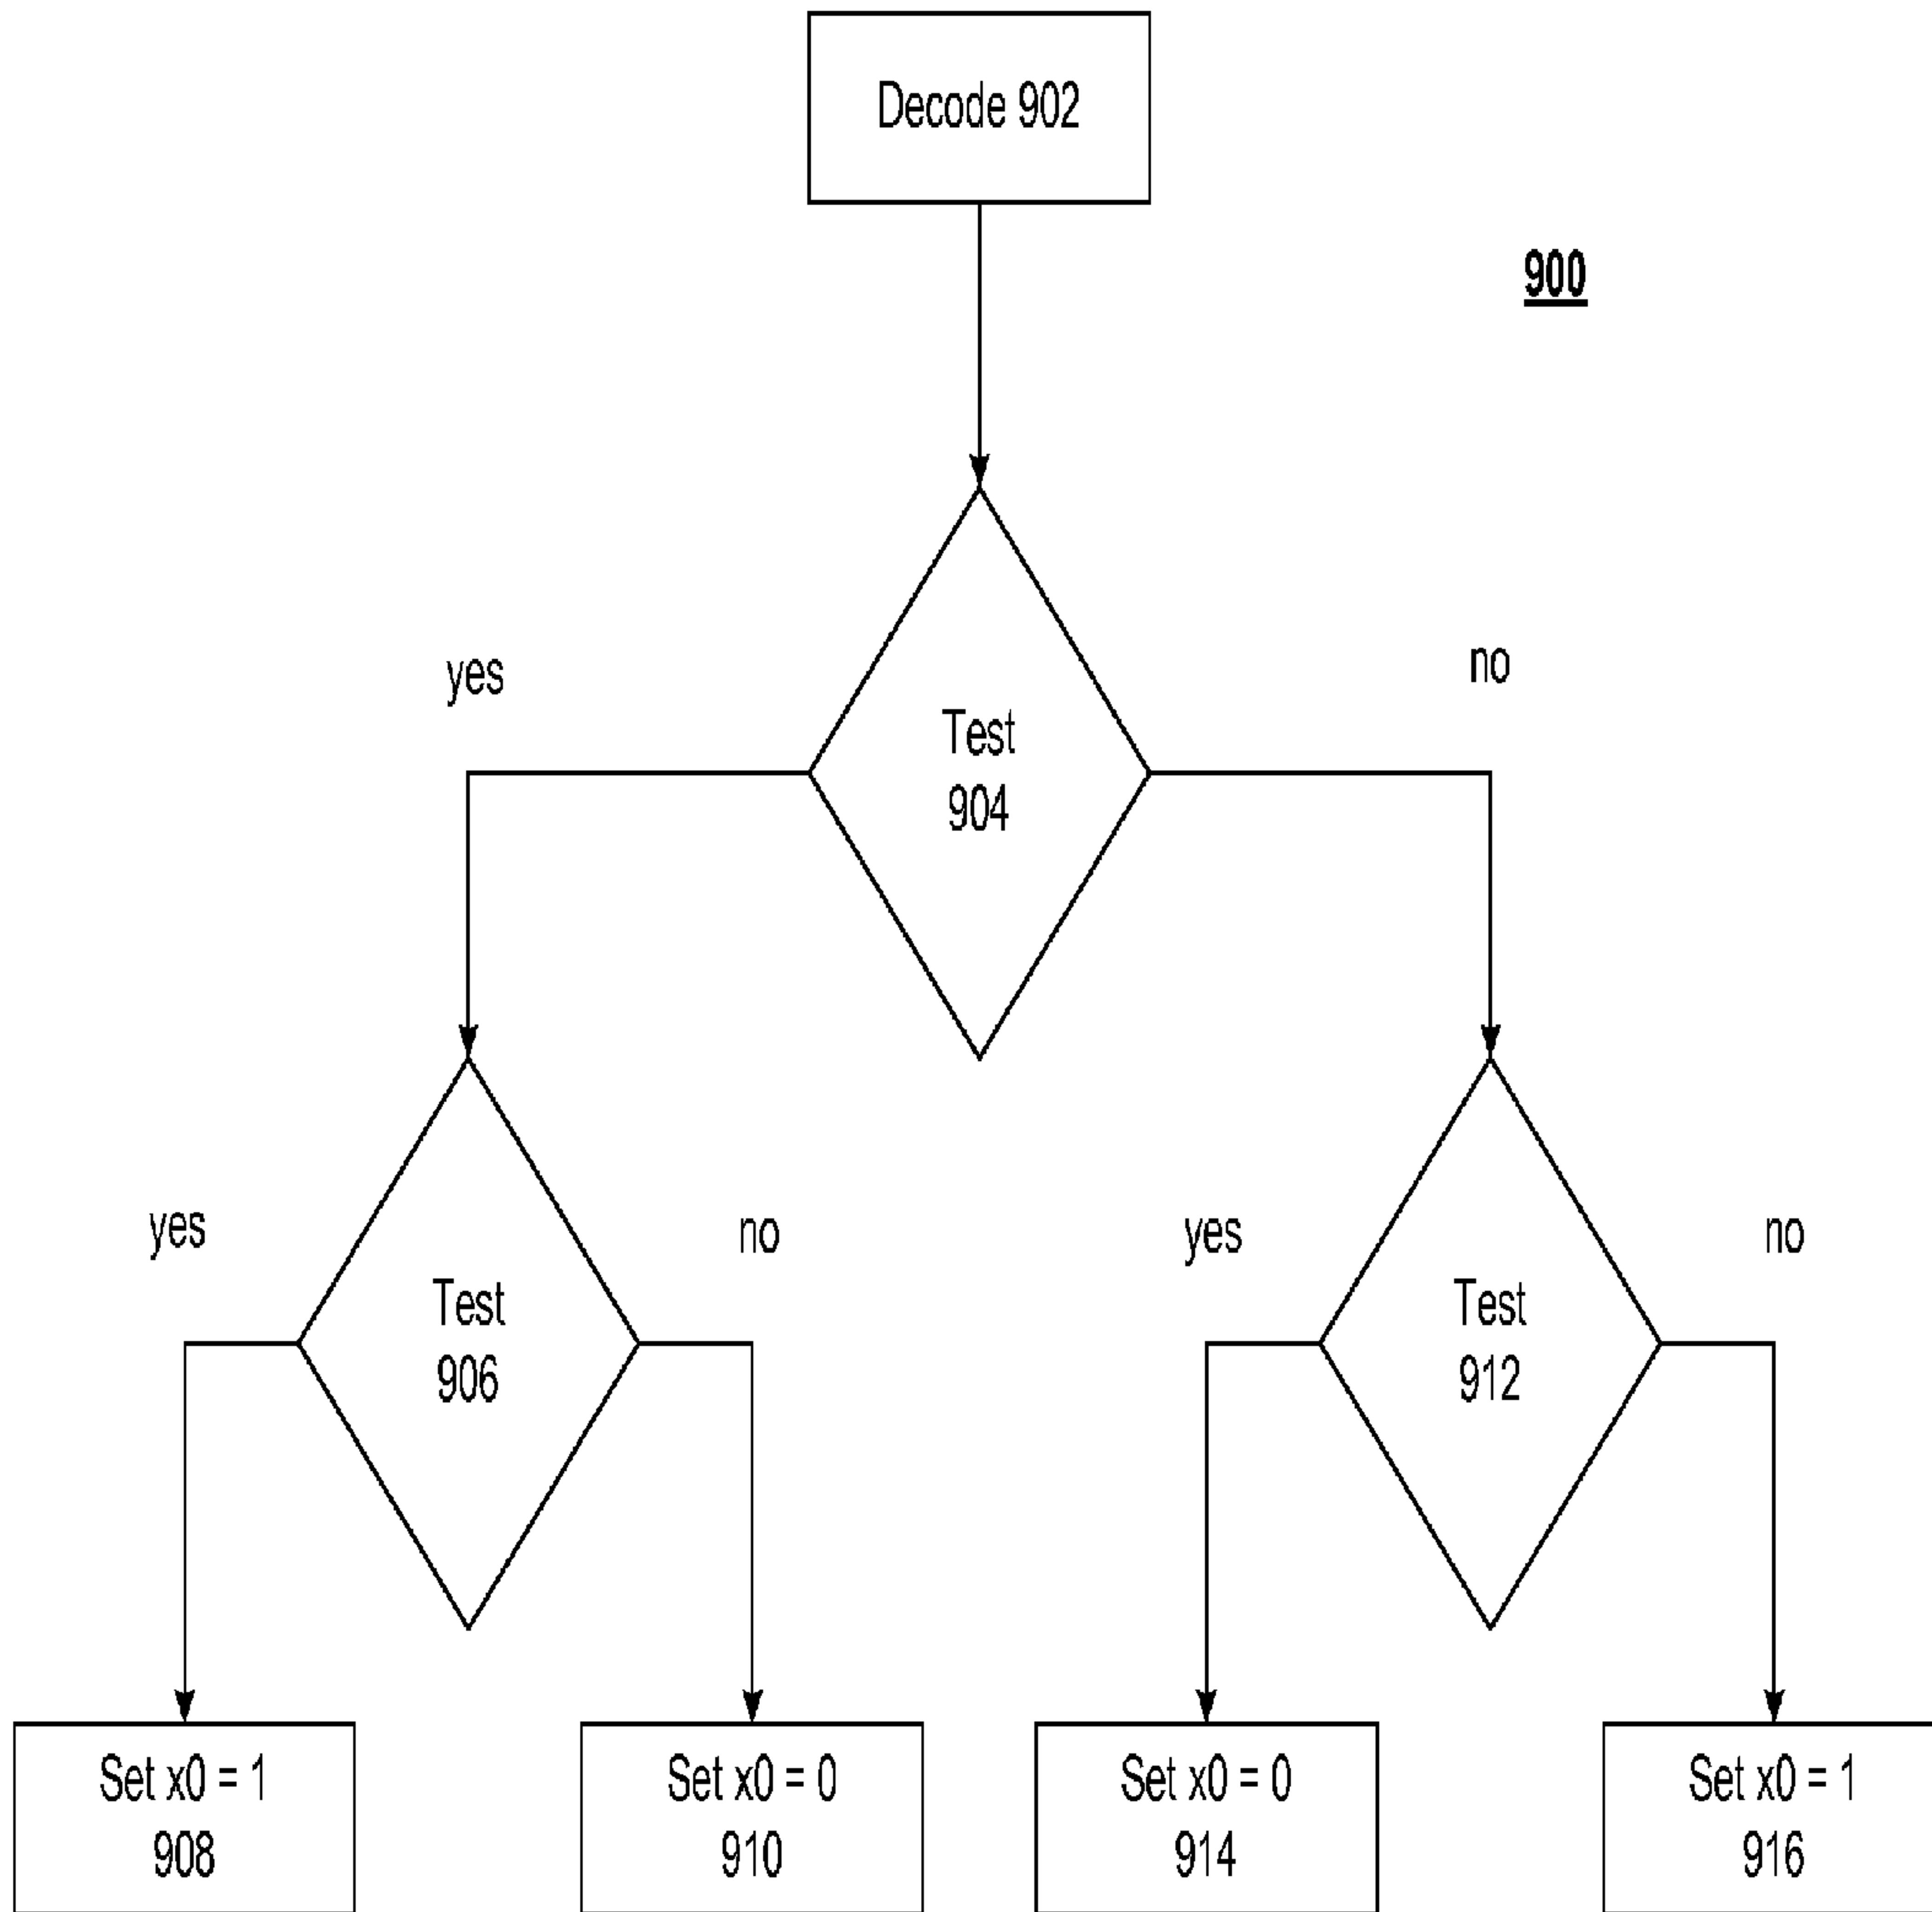 Decode 902
900
yes
no
Test
904
yes
no
yes
no
Test
906
Test
912
Set x0 = 1
908
Set x0 = 0
910
Set x0 = 0
914
Set x0 = 1
916